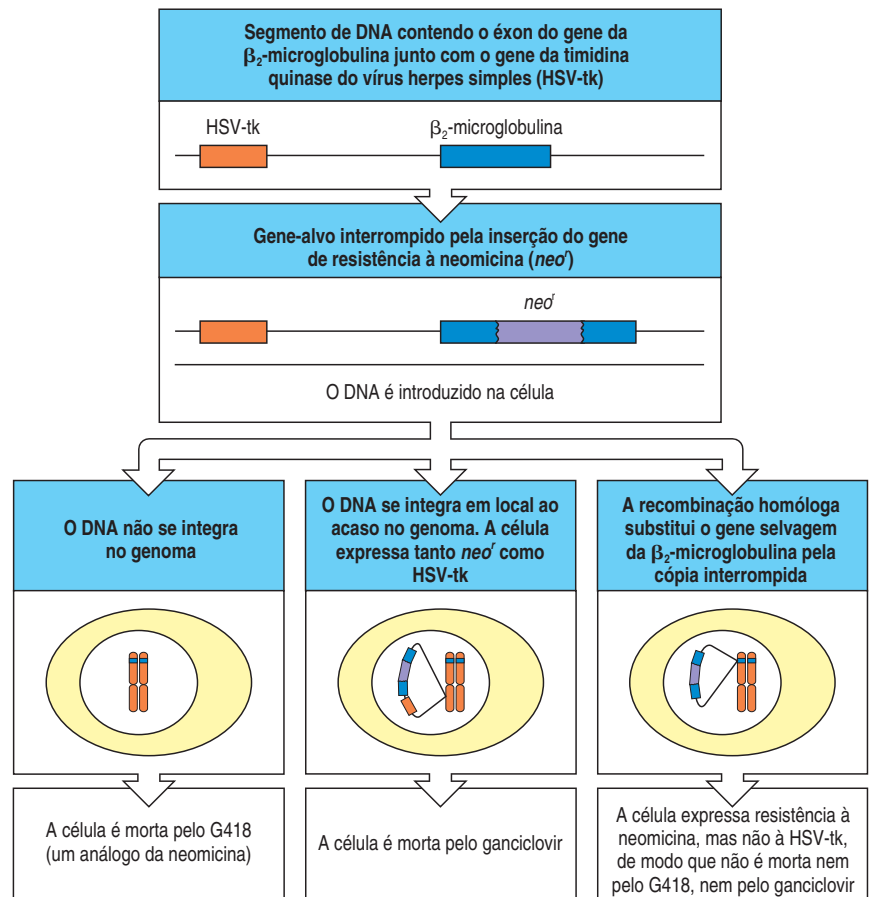 Segmento de DNA contendo o éxon do gene da
β₂-microglobulina junto com o gene da timidina
quinase do vírus herpes simples (HSV-tk)
HSV-tk
β₂-microglobulina
Gene-alvo interrompido pela inserção do gene
de resistência à neomicina (neoʳ)
neoʳ
O DNA é introduzido na célula
O DNA não se integra
no genoma
O DNA se integra em local ao
acaso no genoma. A célula
expressa tanto neoʳ como
HSV-tk
A recombinação homóloga
substitui o gene selvagem
da β₂-microglobulina pela
cópia interrompida
A célula é morta pelo G418
(um análogo da neomicina)
A célula é morta pelo ganciclovir
A célula expressa resistência à
neomicina, mas não à HSV-tk,
de modo que não é morta nem
pelo G418, nem pelo ganciclovir